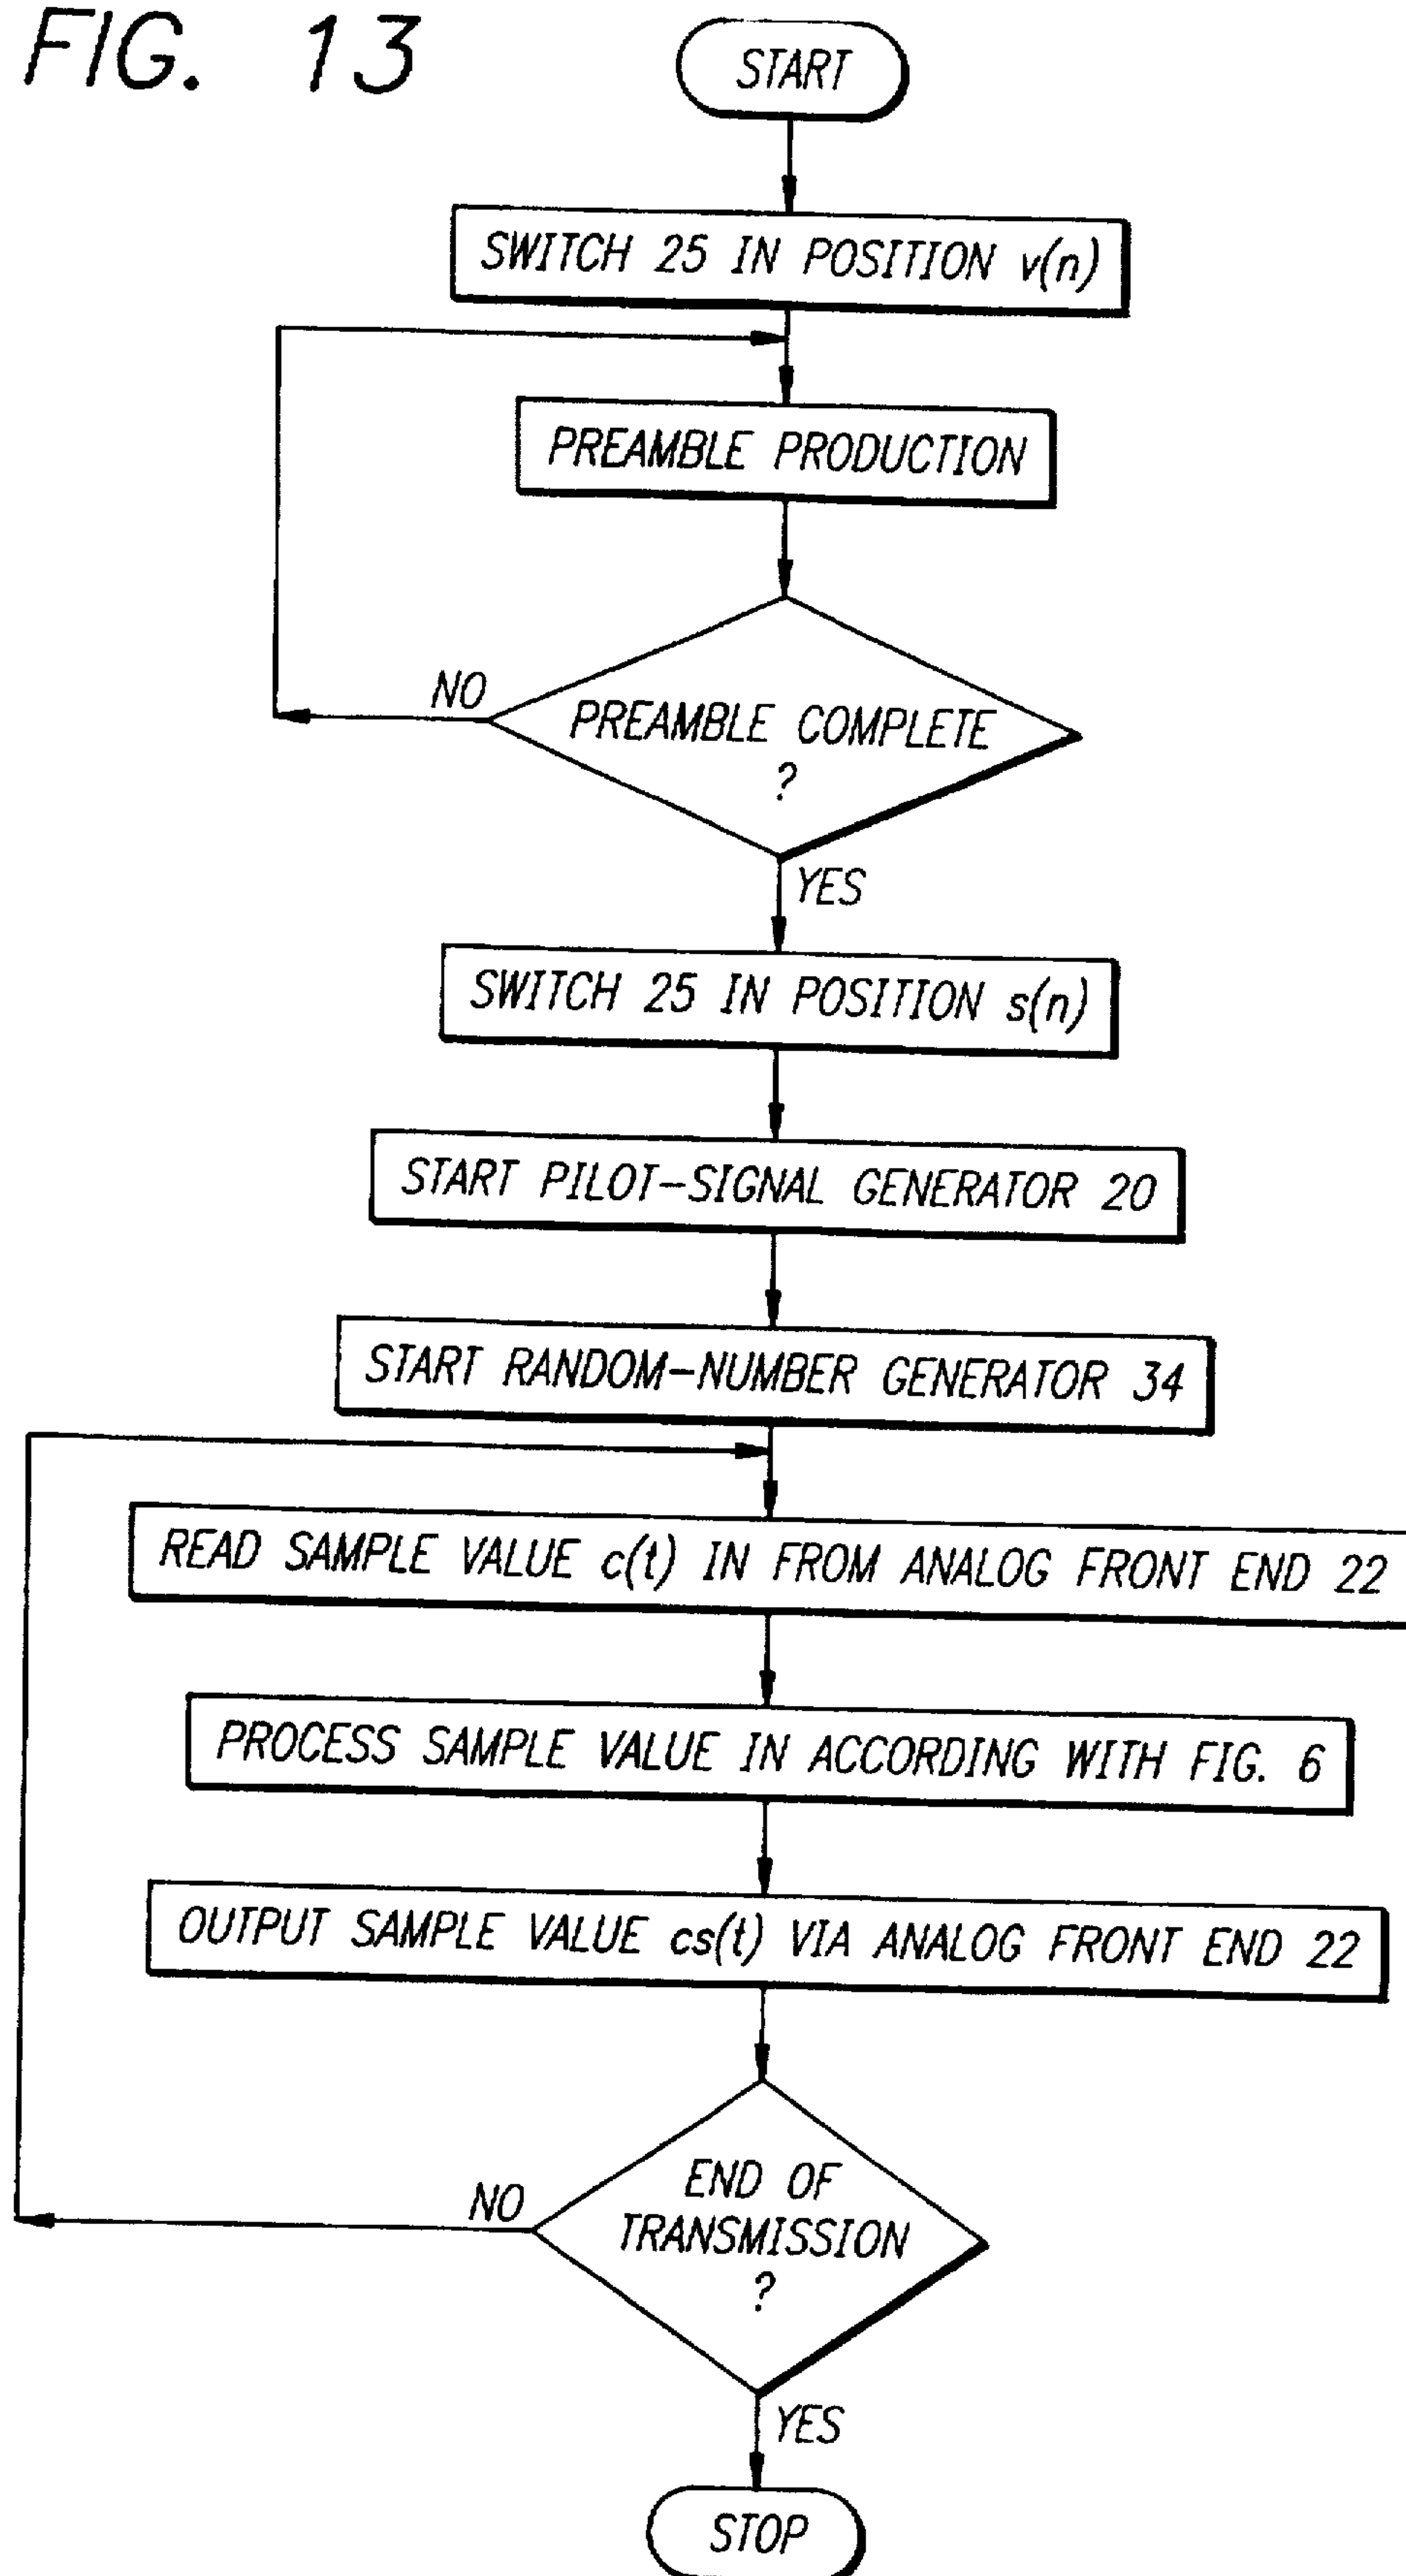 FIG. 13
START
SWITCH 25 IN POSITION v(n)
PREAMBLE PRODUCTION
NO
PREAMBLE COMPLETE
?
YES
SWITCH 25 IN POSITION s(n)
START PILOT-SIGNAL GENERATOR 20
START RANDOM-NUMBER GENERATOR 34
READ SAMPLE VALUE c(t) IN FROM ANALOG FRONT END 22
PROCESS SAMPLE VALUE IN ACCORDING WITH FIG. 6
OUTPUT SAMPLE VALUE cs(t) VIA ANALOG FRONT END 22
NO
END OF
TRANSMISSION
?
YES
STOP